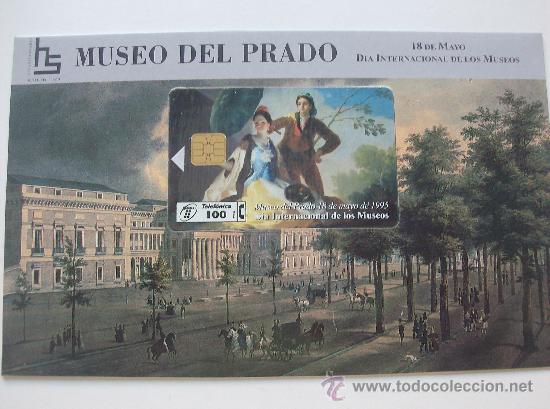 hs
MUSEO DEL PRADO
18 DE MAYO
DIA INTERNACIONAL DE LOS MUSEOS
Telefónica
100
Museo del Prado 18 de mayo de 1995
Día Internacional de los Museos
© www.todocoleccion.net